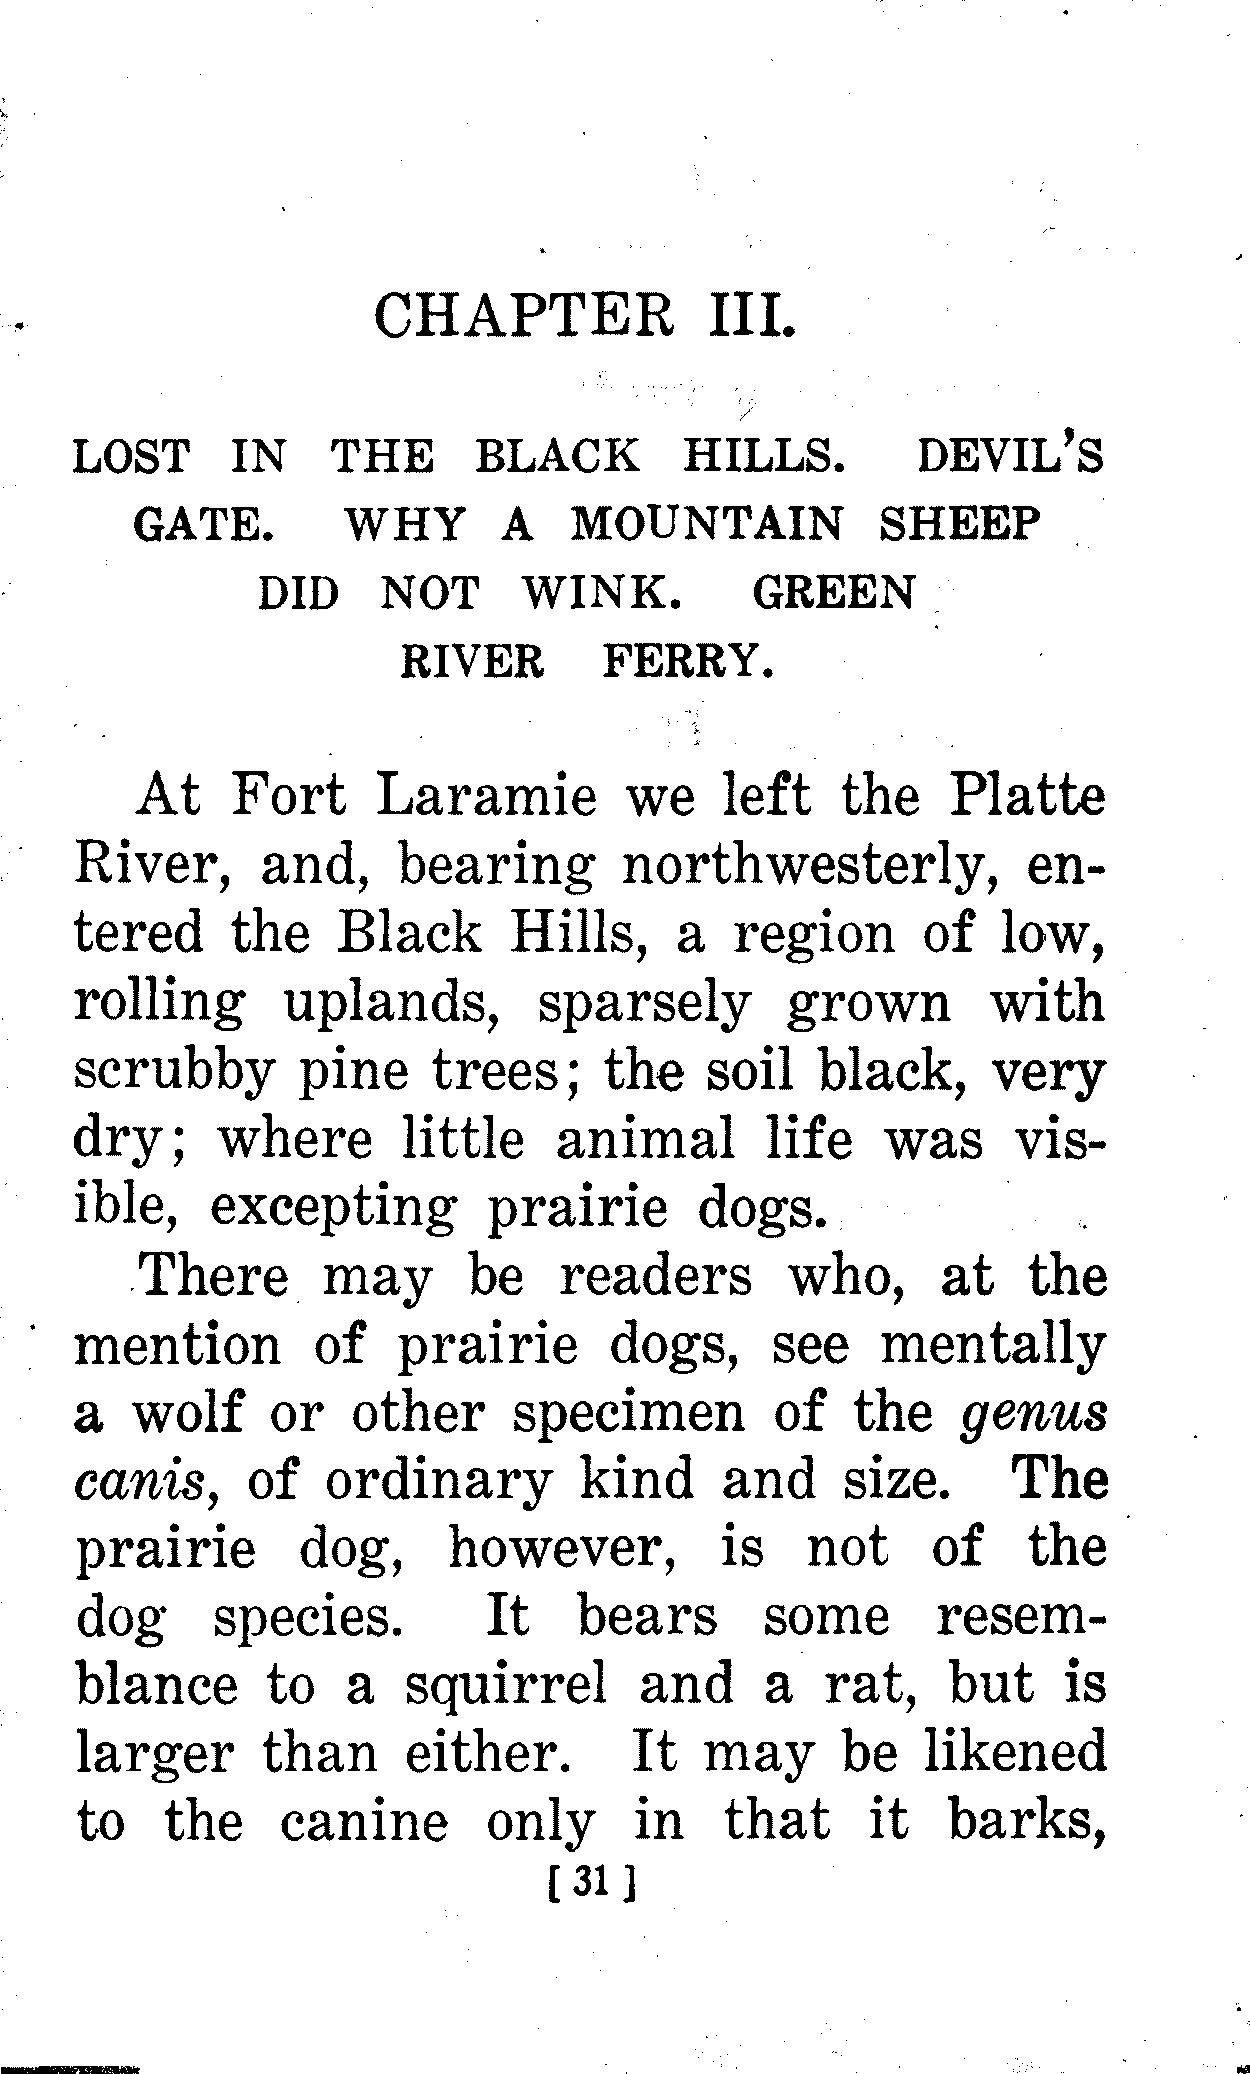 CHAPTER III.
LOST IN THE BLACK HILLS. DEVIL'S
GATE. WHY A MOUNTAIN SHEEP
DID NOT WINK. GREEN
RIVER FERRY.
At Fort Laramie we left the Platte
River, and, bearing northwesterly, en-
tered the Black Hills, a region of low,
rolling uplands, sparsely grown with
scrubby pine trees; the soil black, very
dry; where little animal life was vis-
ible, excepting prairie dogs.
There may be readers who, at the
mention of prairie dogs, see mentally
a wolf or other specimen of the genus
canis, of ordinary kind and size. The
prairie dog, however, is not of the
dog species. It bears some resem-
blance to a squirrel and a rat, but is
larger than either. It may be likened
to the canine only in that it barks,
[ 31 ]